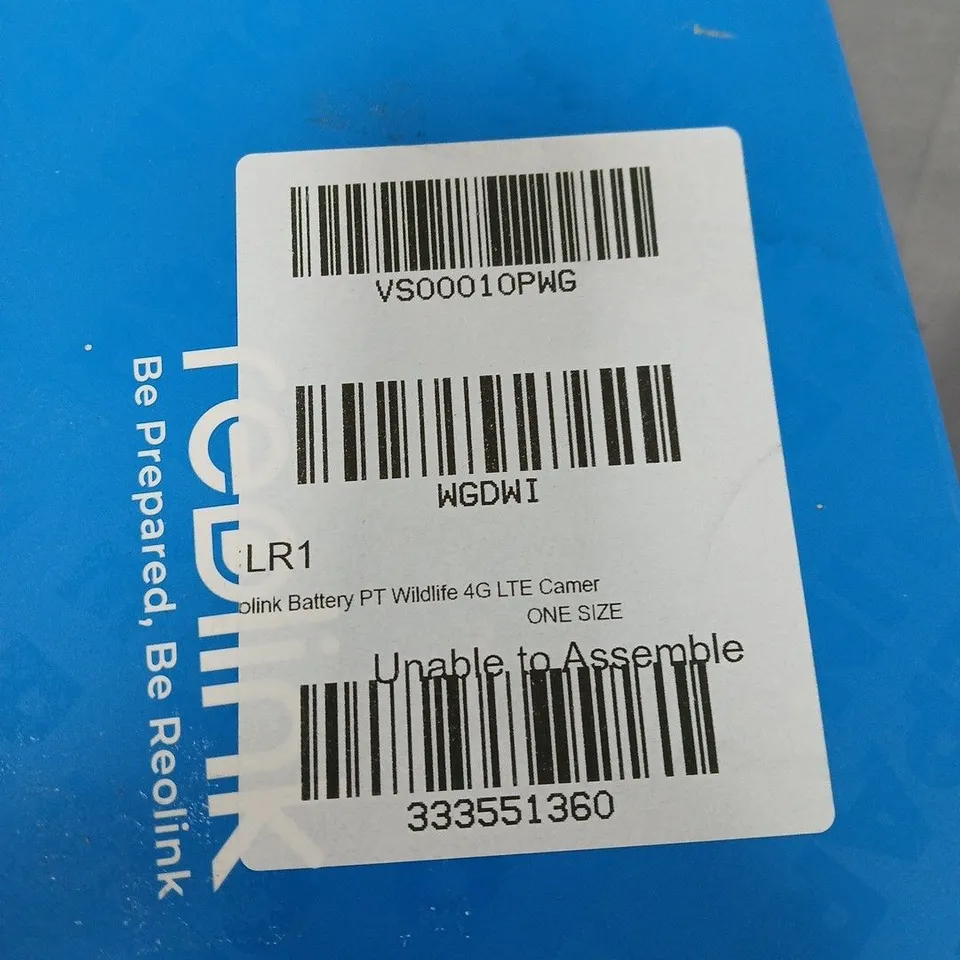 VS00010PWG
WGDWI
LR1
olink Battery PT Wildlife 4G LTE Camer
ONE SIZE
Unable to Assemble
333551360
reolink
Be Prepared, Be Reolink